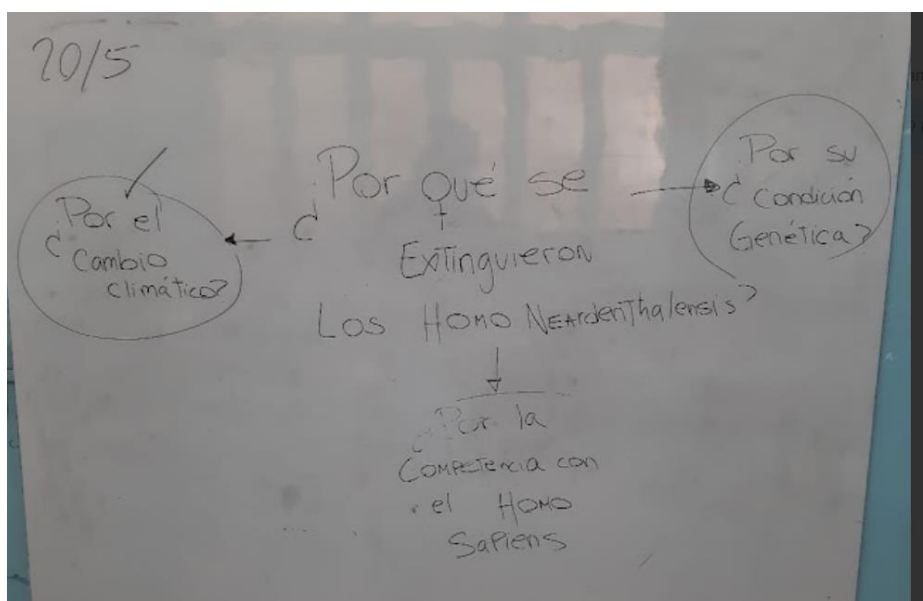 20/5
¿Por qué se
Extinguieron
Los Homo Neardenthalensis?
¿Por el
Cambio
climático?
¿Por su
Condición
Genética?
¿Por la
Competencia con
el Homo
Sapiens